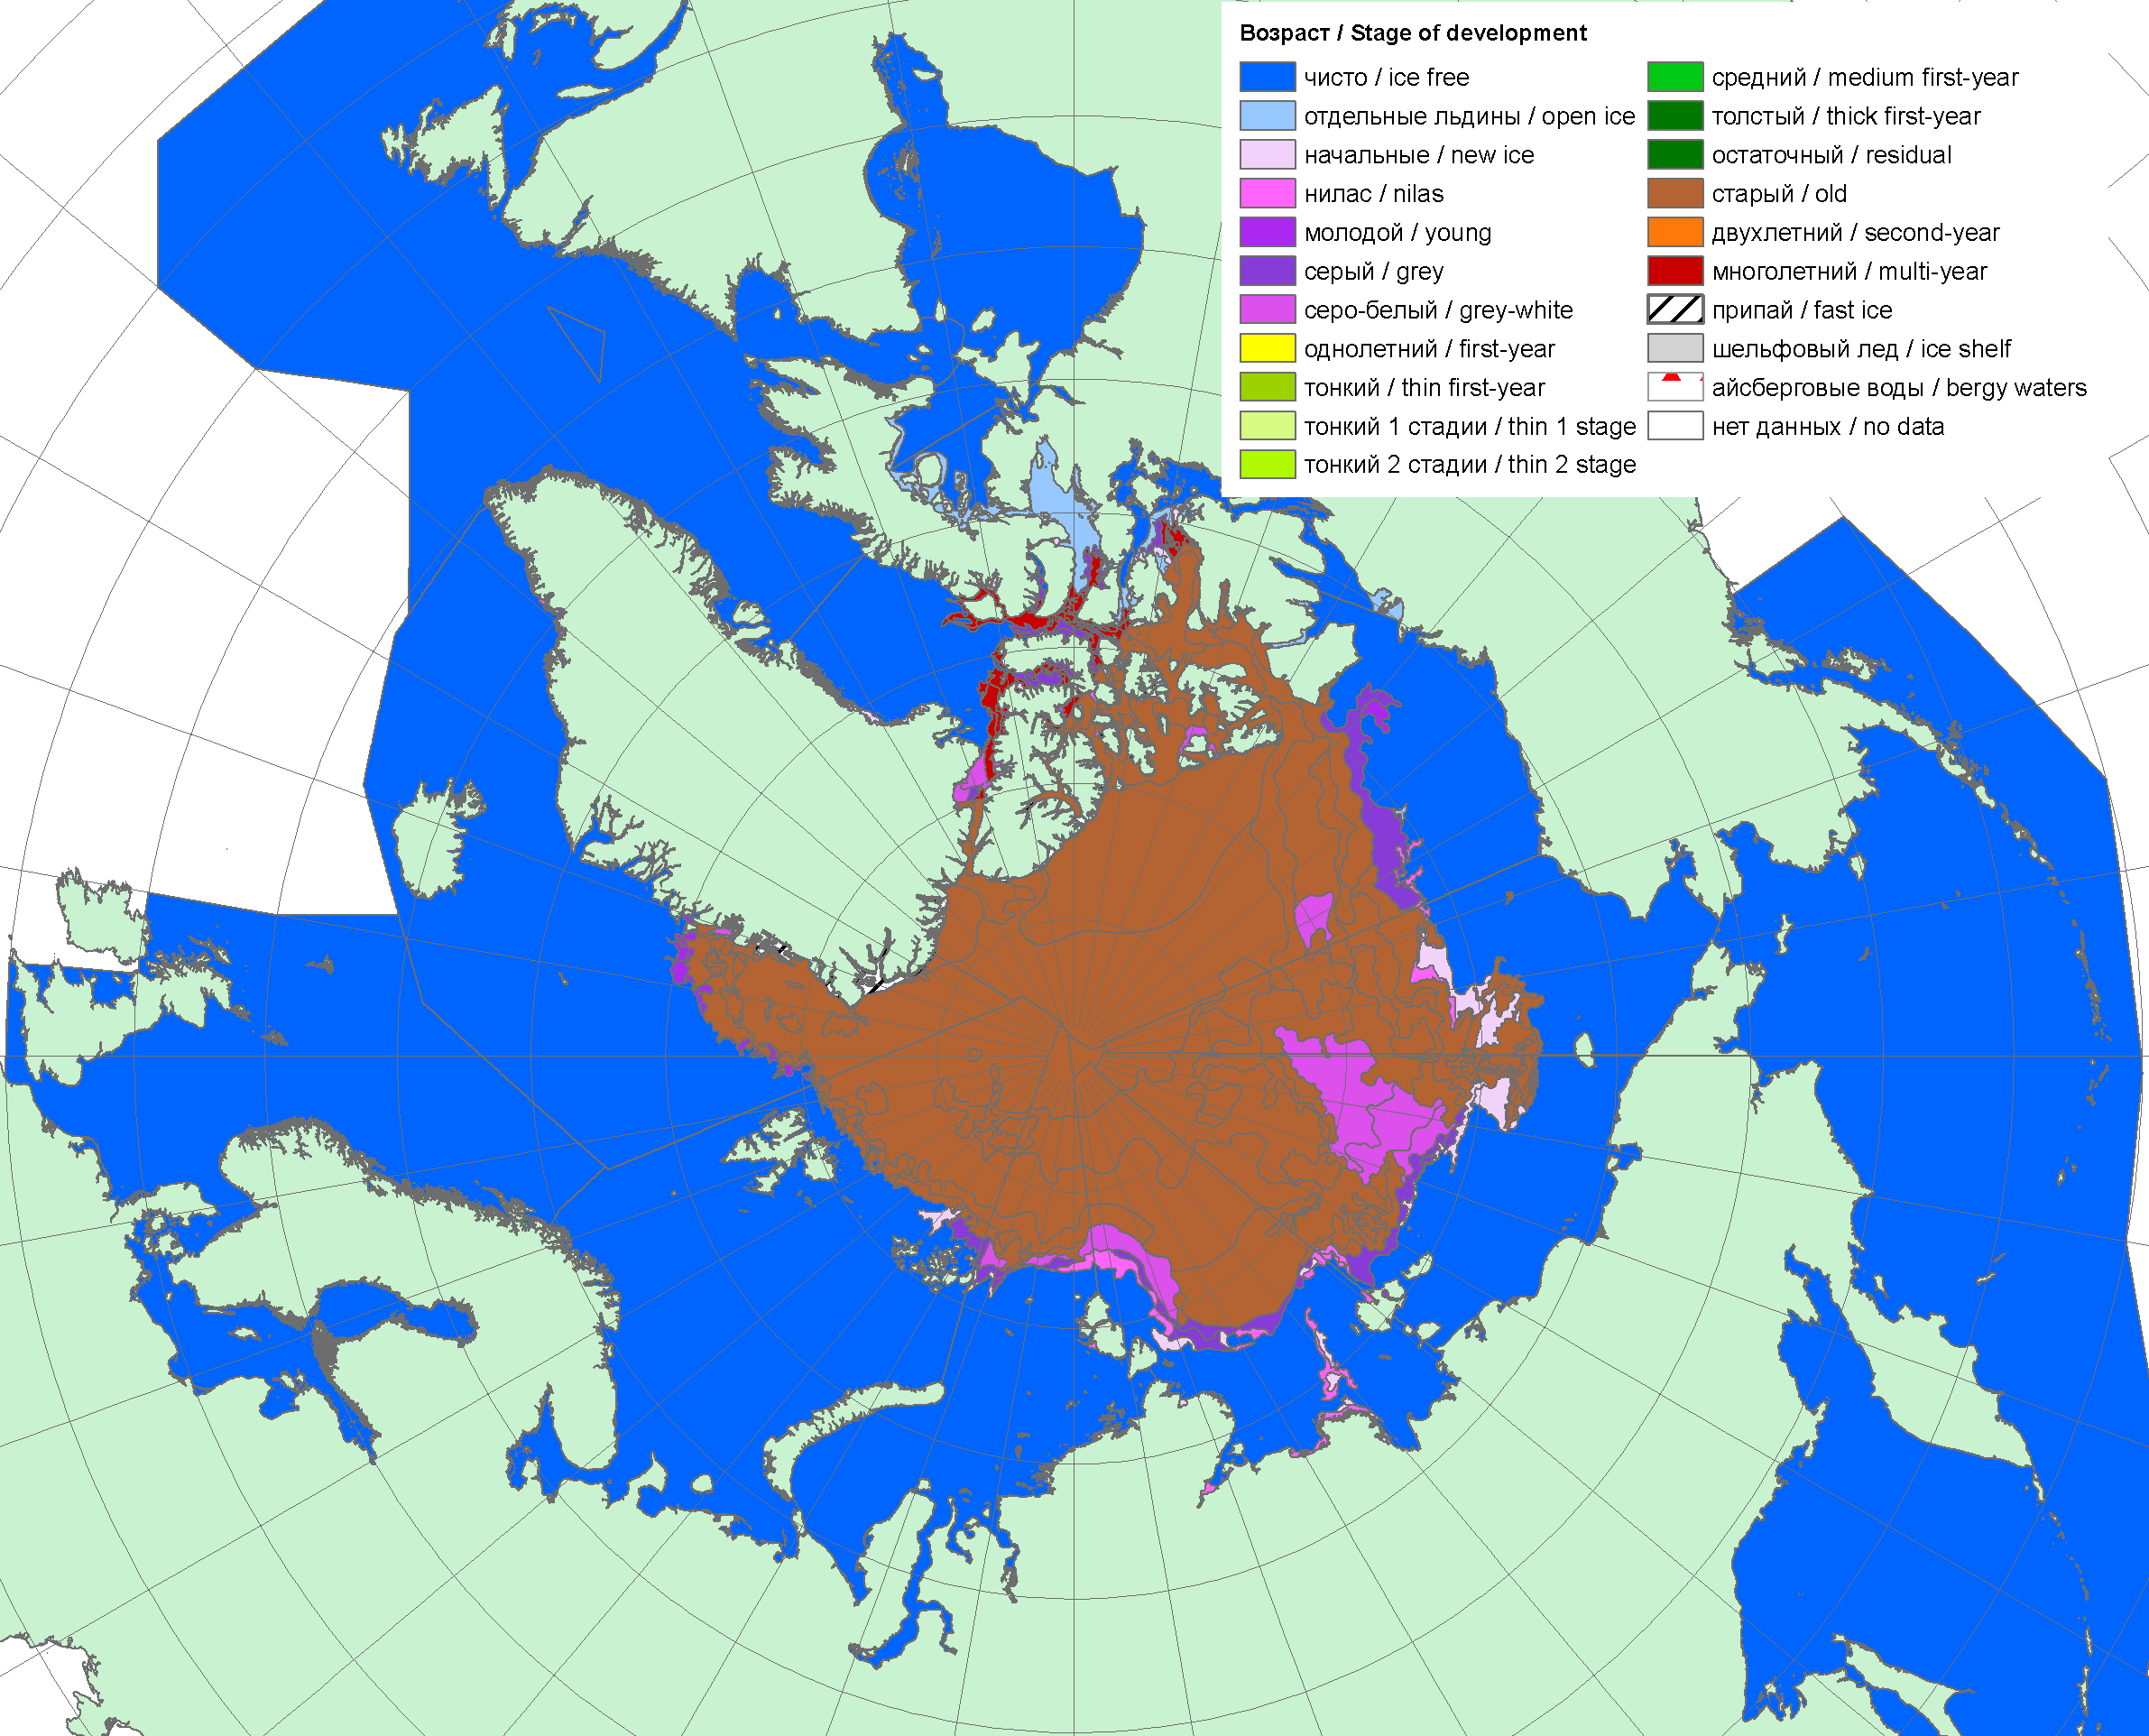 Возраст / Stage of development
чисто / ice free
отдельные льдины / open ice
начальные / new ice
нилас / nilas
молодой / young
серый / grey
серо-белый / grey-white
однолетний / first-year
тонкий / thin first-year
тонкий 1 стадии / thin 1 stage
тонкий 2 стадии / thin 2 stage
средний / medium first-year
толстый / thick first-year
остаточный / residual
старый / old
двухлетний / second-year
многолетний / multi-year
припай / fast ice
шельфовый лед / ice shelf
айсберговые воды / bergy waters
нет данных / no data